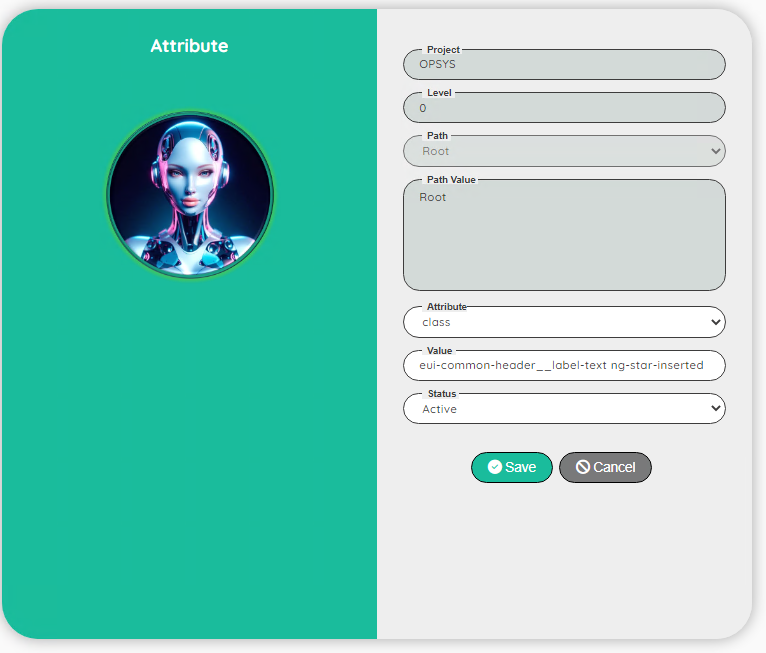 Attribute
Project
OPSYS
Level
0
Path
Root
Path Value
Root
Attribute
class
Value
eui-common-header__label-text ng-star-inserted
Status
Active
Save Cancel